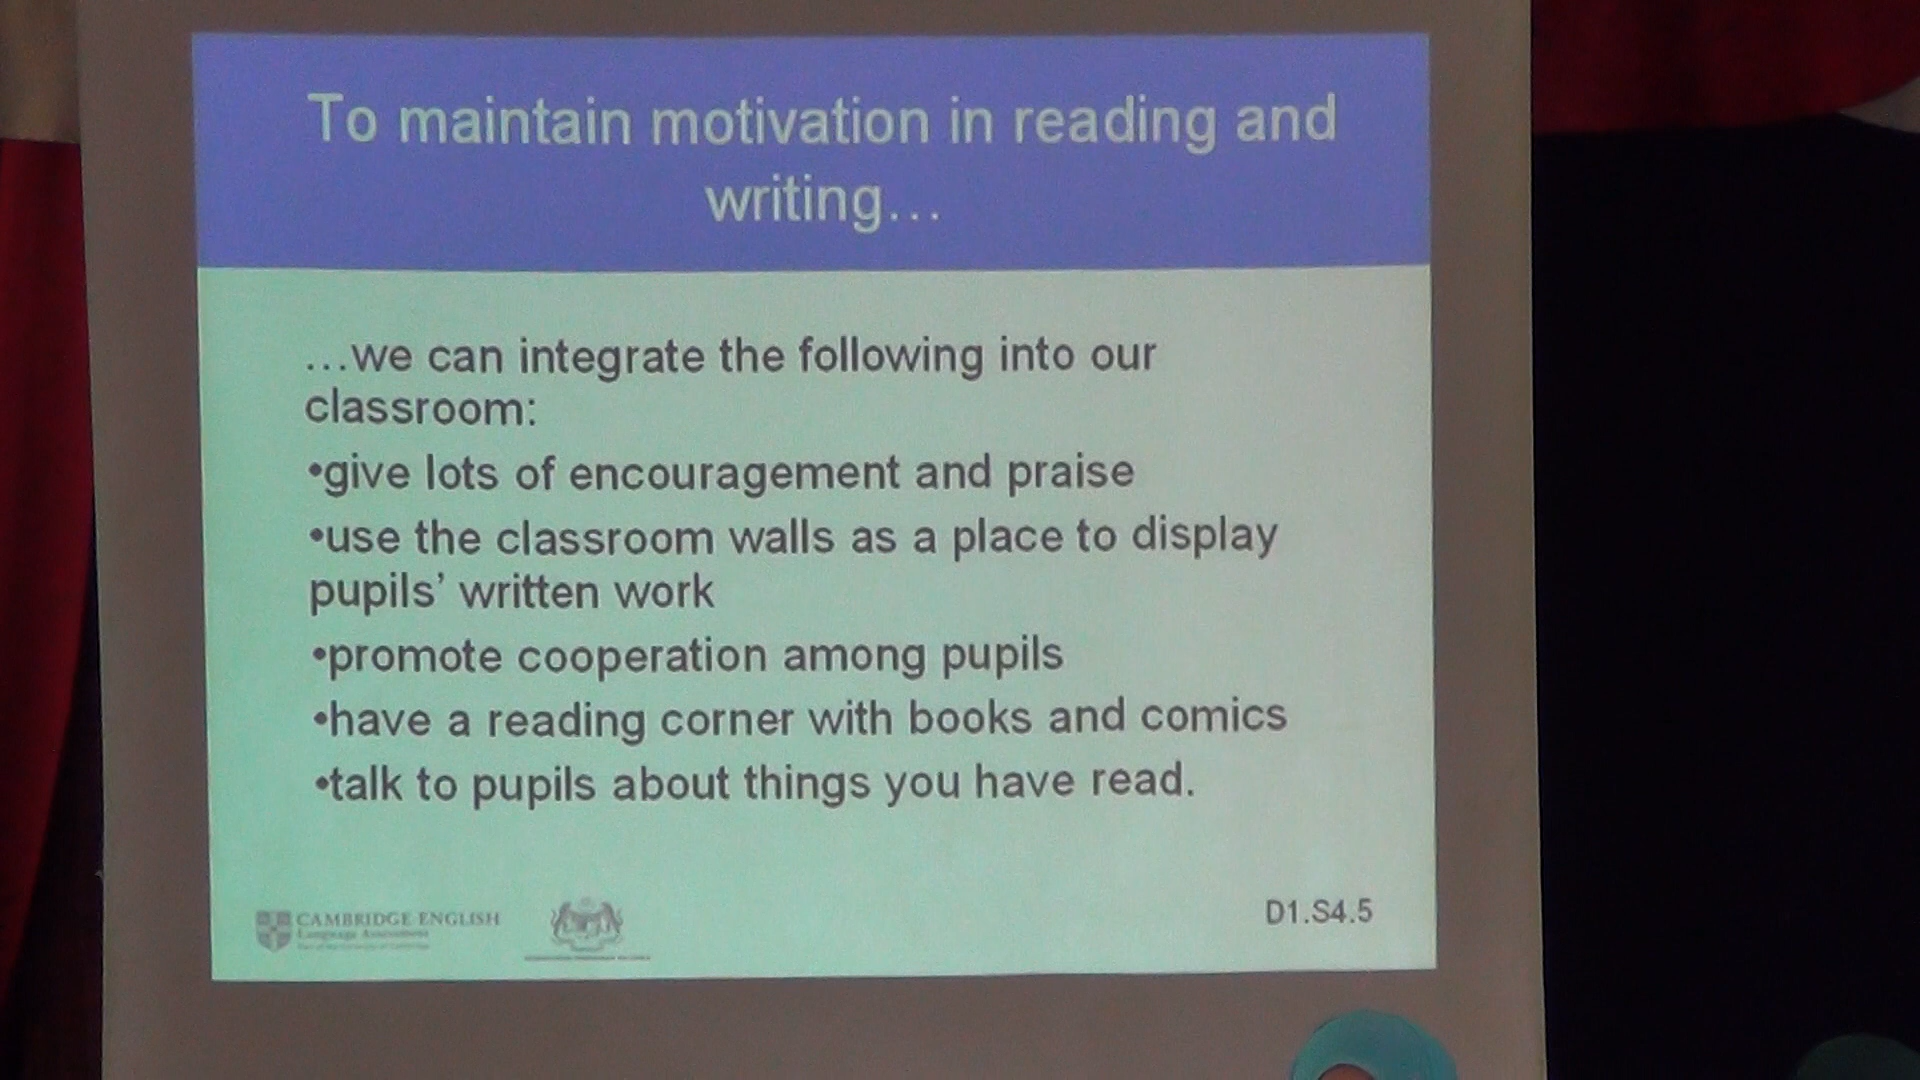 To maintain motivation in reading and
writing...
...we can integrate the following into our
classroom:
•give lots of encouragement and praise
•use the classroom walls as a place to display
pupils’ written work
•promote cooperation among pupils
•have a reading corner with books and comics
•talk to pupils about things you have read.
CAMBRIDGE ENGLISH
Language Assessment
D1.S4.5